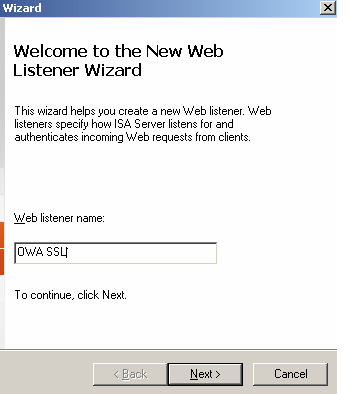 Wizard
Welcome to the New Web
Listener Wizard
This wizard helps you create a new Web listener. Web
listeners specify how ISA Server listens for and
authenticates incoming Web requests from clients.
Web listener name:
OWA SSL
To continue, click Next.
< Back Next > Cancel